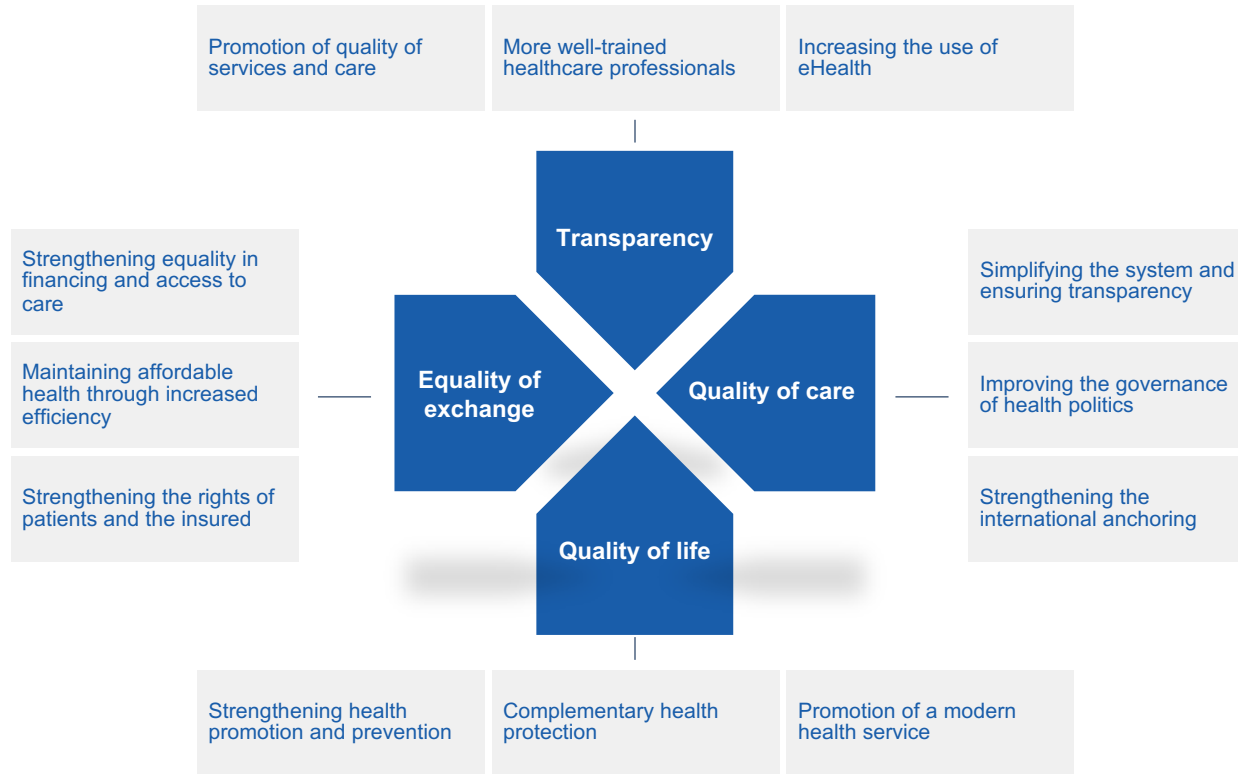 Promotion of quality of
services and care
More well-trained
healthcare professionals
Increasing the use of
eHealth
Transparency
Strengthening equality in
financing and access to
care
Maintaining affordable
health through increased
efficiency
Strengthening the rights of
patients and the insured
Equality of
exchange
Quality of care
Simplifying the system and
ensuring transparency
Improving the governance
of health politics
Strengthening the
international anchoring
Quality of life
Strengthening health
promotion and prevention
Complementary health
protection
Promotion of a modern
health service